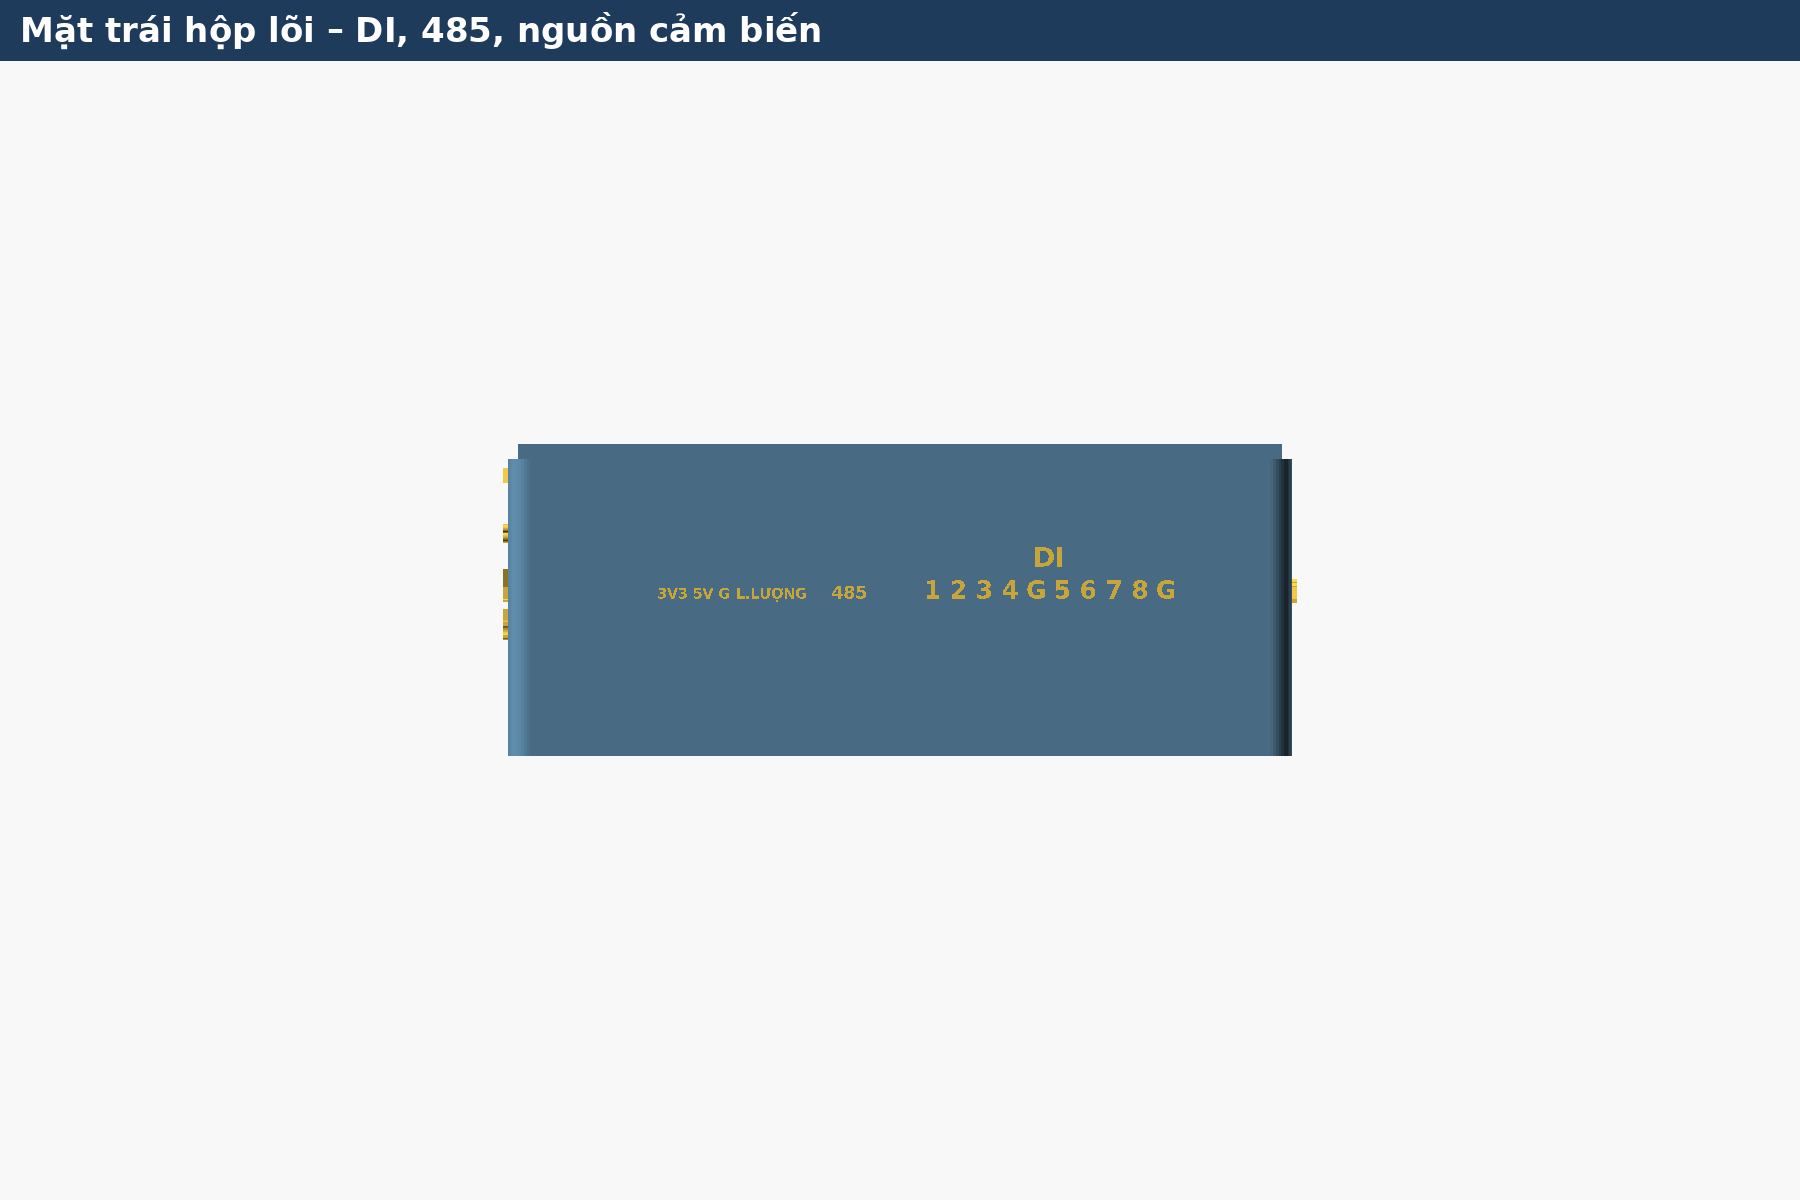 Mặt trái hộp lõi – DI, 485, nguồn cảm biến
DI
3V3 5V G L.LƯỢNG 485 1 2 3 4 G 5 6 7 8 G